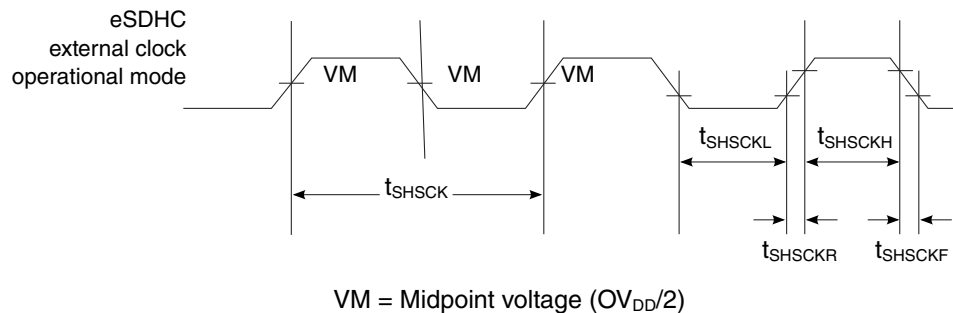 eSDHC
external clock
operational mode
VM VM VM
tSHSCKL tSHSCKH
tSHSCK
tSHSCKR tSHSCKF
VM = Midpoint voltage (OVDD/2)